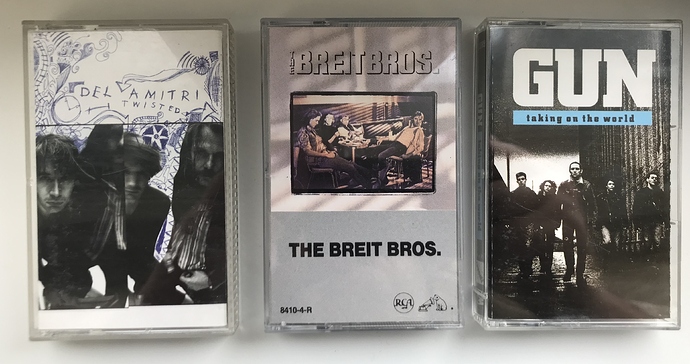 DEL AMITRI
TWISTED
THE
BREIT BROS.
THE BREIT BROS.
8410-4-R
RCA
GUN
taking on the world